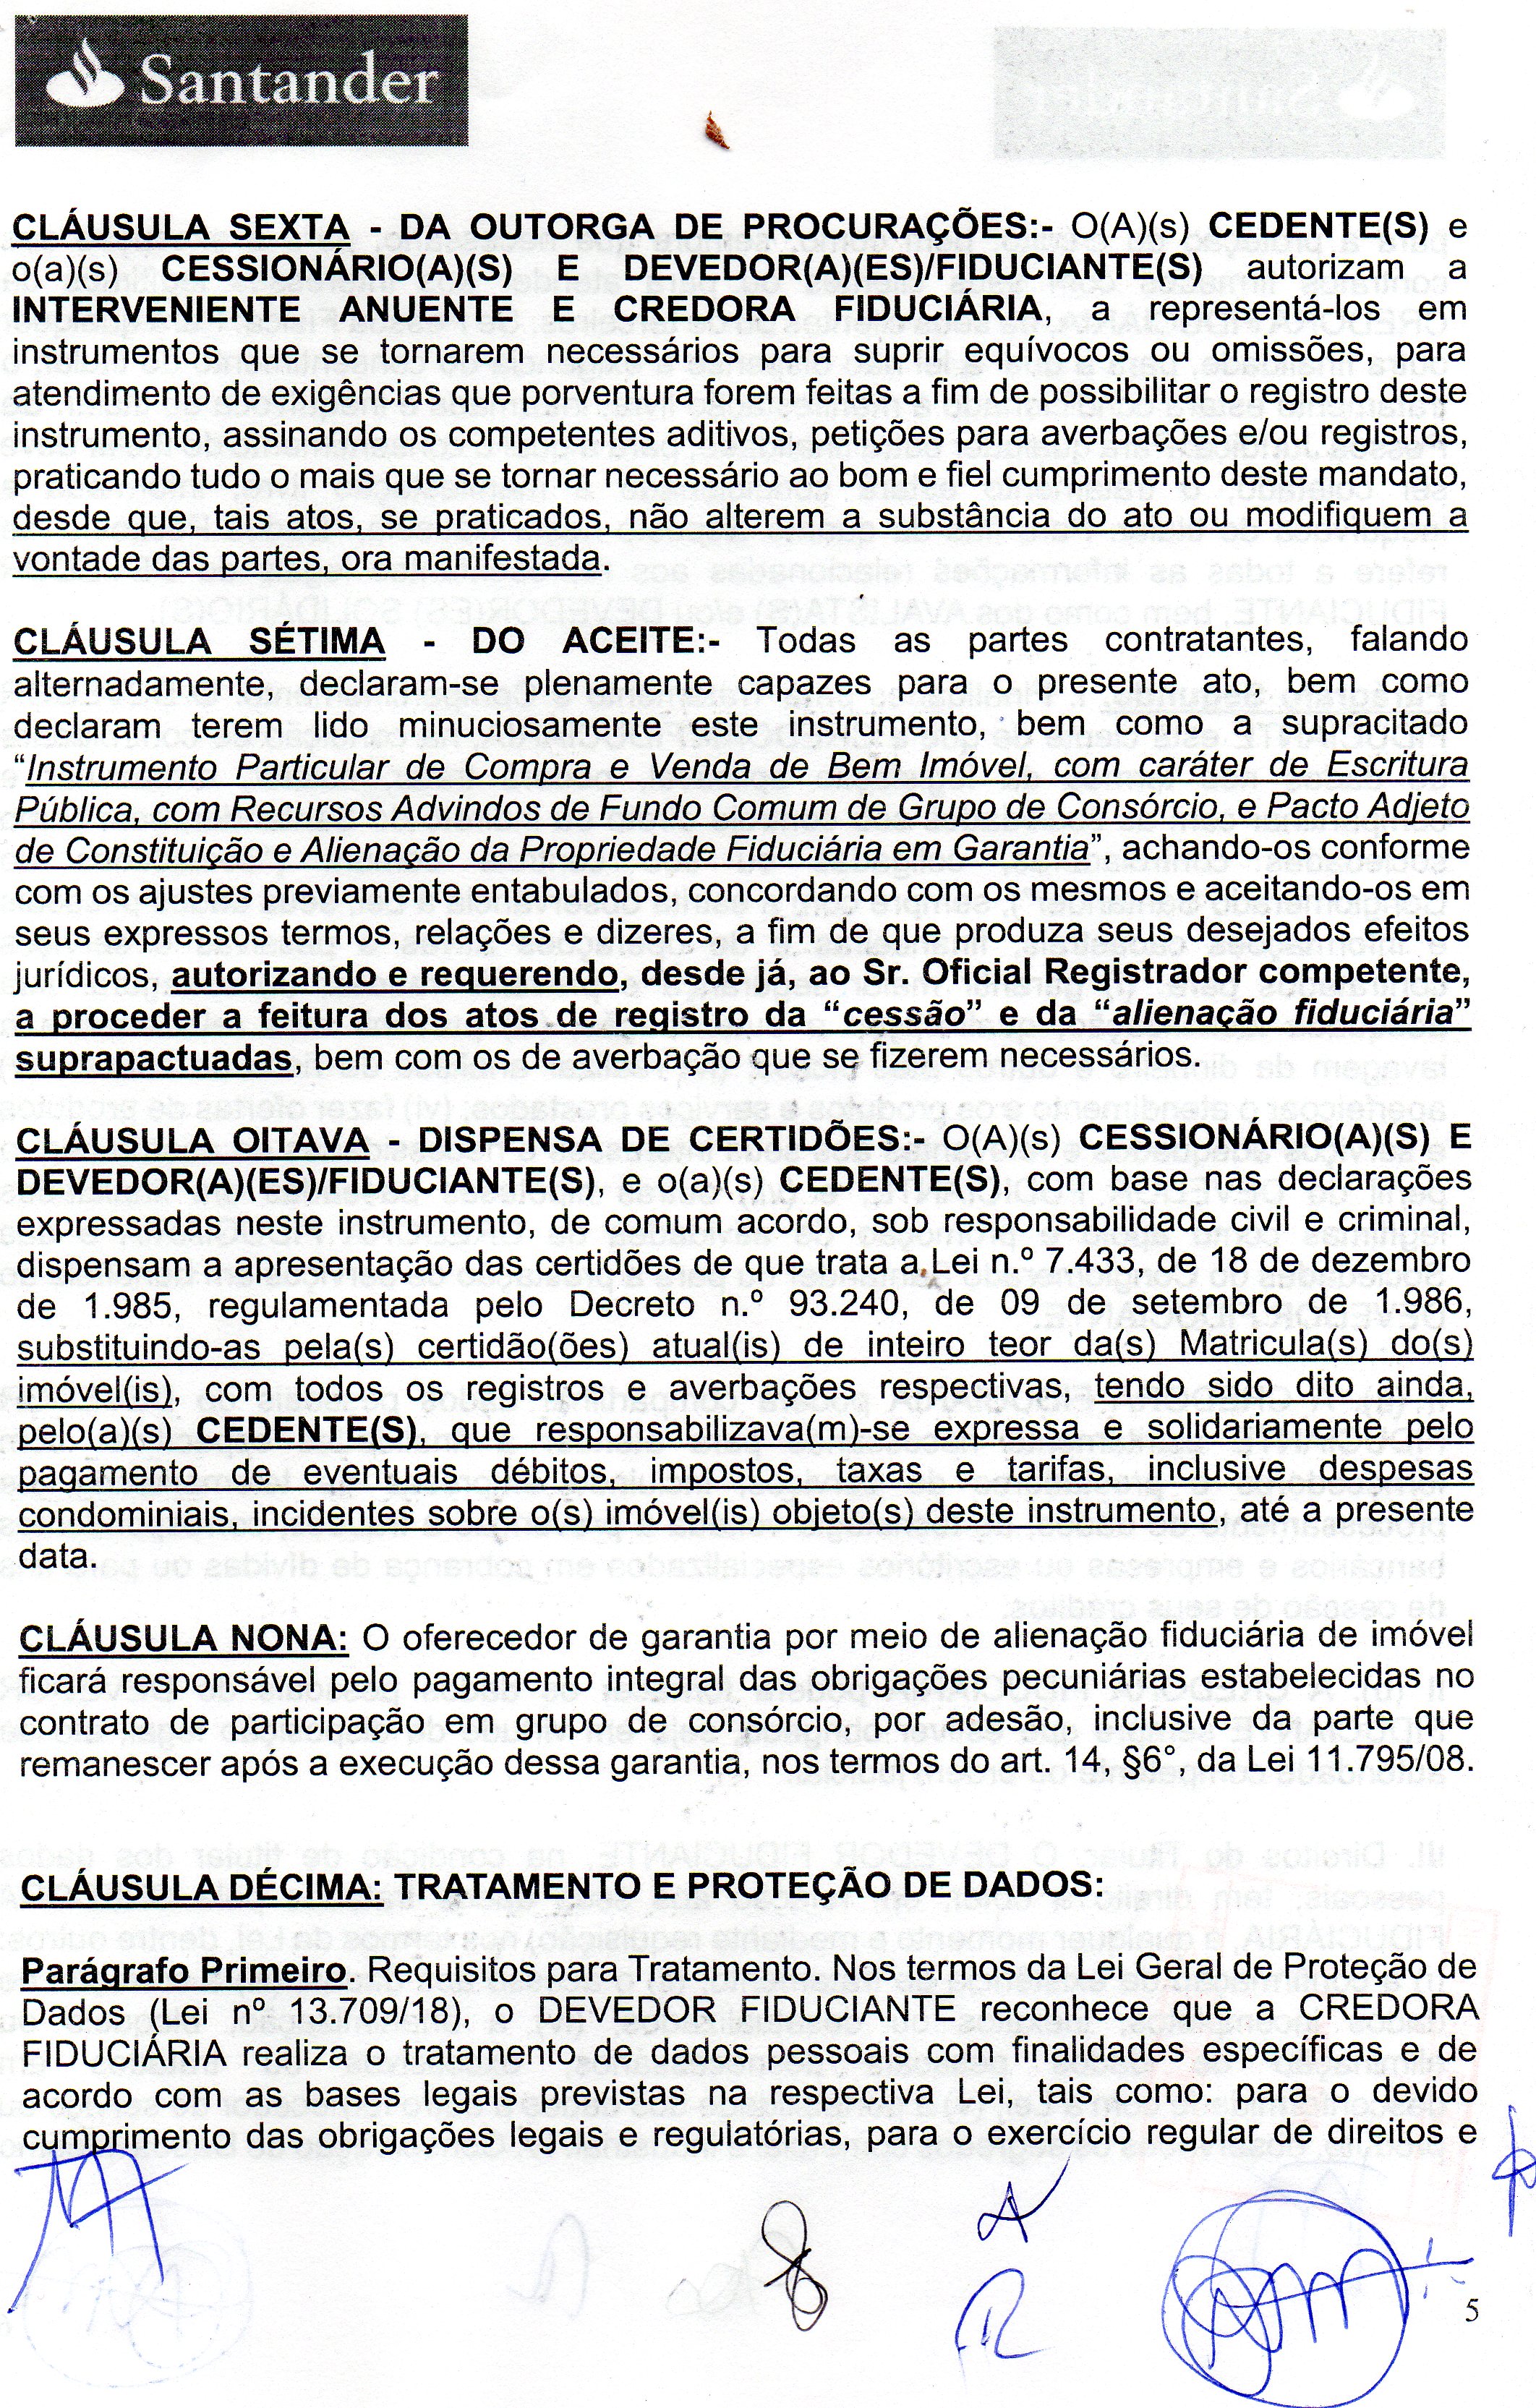 Santander
CLÁUSULA SEXTA - DA OUTORGA DE PROCURAÇÕES:- O(A)(s) CEDENTE(S) e
o(a)(s) CESSIONÁRIO(A)(S) E DEVEDOR(A)(ES)/FIDUCIANTE(S) autorizam a
INTERVENIENTE ANUENTE E CREDORA FIDUCIÁRIA, a representá-los em
instrumentos que se tornarem necessários para suprir equívocos ou omissões, para
atendimento de exigências que porventura forem feitas a fim de possibilitar o registro deste
instrumento, assinando os competentes aditivos, petições para averbações e/ou registros,
praticando tudo o mais que se tornar necessário ao bom e fiel cumprimento deste mandato,
desde que, tais atos, se praticados, não alterem a substância do ato ou modifiquem a
vontade das partes, ora manifestada.
CLÁUSULA SÉTIMA - DO ACEITE:- Todas as partes contratantes, falando
alternadamente, declaram-se plenamente capazes para o presente ato, bem como
declaram terem lido minuciosamente este instrumento, bem como a supracitado
“Instrumento Particular de Compra e Venda de Bem Imóvel, com caráter de Escritura
Pública, com Recursos Advindos de Fundo Comum de Grupo de Consórcio, e Pacto Adjeto
de Constituição e Alienação da Propriedade Fiduciária em Garantia”, achando-os conforme
com os ajustes previamente entabulados, concordando com os mesmos e aceitando-os em
seus expressos termos, relações e dizeres, a fim de que produza seus desejados efeitos
jurídicos, autorizando e requerendo, desde já, ao Sr. Oficial Registrador competente,
a proceder a feitura dos atos de registro da “cessão” e da “alienação fiduciária”
suprapactuadas, bem com os de averbação que se fizerem necessários.
CLÁUSULA OITAVA - DISPENSA DE CERTIDÕES:- O(A)(s) CESSIONÁRIO(A)(S) E
DEVEDOR(A)(ES)/FIDUCIANTE(S), e o(a)(s) CEDENTE(S), com base nas declarações
expressadas neste instrumento, de comum acordo, sob responsabilidade civil e criminal,
dispensam a apresentação das certidões de que trata a Lei n.º 7.433, de 18 de dezembro
de 1.985, regulamentada pelo Decreto n.º 93.240, de 09 de setembro de 1.986,
substituindo-as pela(s) certidão(ões) atual(is) de inteiro teor da(s) Matricula(s) do(s)
imóvel(is), com todos os registros e averbações respectivas, tendo sido dito ainda,
pelo(a)(s) CEDENTE(S), que responsabilizava(m)-se expressa e solidariamente pelo
pagamento de eventuais débitos, impostos, taxas e tarifas, inclusive despesas
condominiais, incidentes sobre o(s) imóvel(is) objeto(s) deste instrumento, até a presente
data.
CLÁUSULA NONA: O oferecedor de garantia por meio de alienação fiduciária de imóvel
ficará responsável pelo pagamento integral das obrigações pecuniárias estabelecidas no
contrato de participação em grupo de consórcio, por adesão, inclusive da parte que
remanescer após a execução dessa garantia, nos termos do art. 14, §6°, da Lei 11.795/08.
CLÁUSULA DÉCIMA: TRATAMENTO E PROTEÇÃO DE DADOS:
Parágrafo Primeiro. Requisitos para Tratamento. Nos termos da Lei Geral de Proteção de
Dados (Lei nº 13.709/18), o DEVEDOR FIDUCIANTE reconhece que a CREDORA
FIDUCIÁRIA realiza o tratamento de dados pessoais com finalidades específicas e de
acordo com as bases legais previstas na respectiva Lei, tais como: para o devido
cumprimento das obrigações legais e regulatórias, para o exercício regular de direitos e
5